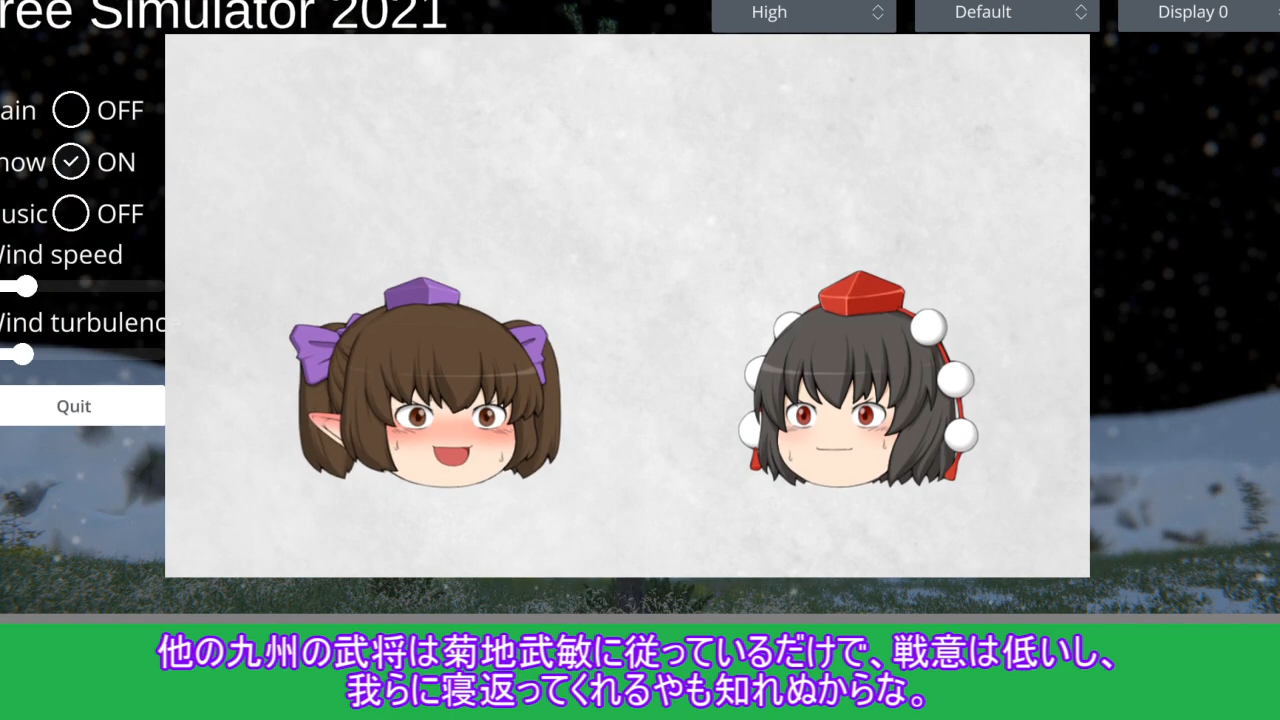 ree Simulator 2021
High
Default
Display 0
ain OFF
now ON
usic OFF
Wind speed
Wind turbulenc
Quit
他の九州の武将は菊地武敏に従っているだけで、戦意は低いし、
我らに寝返ってくれるやも知れぬからな。